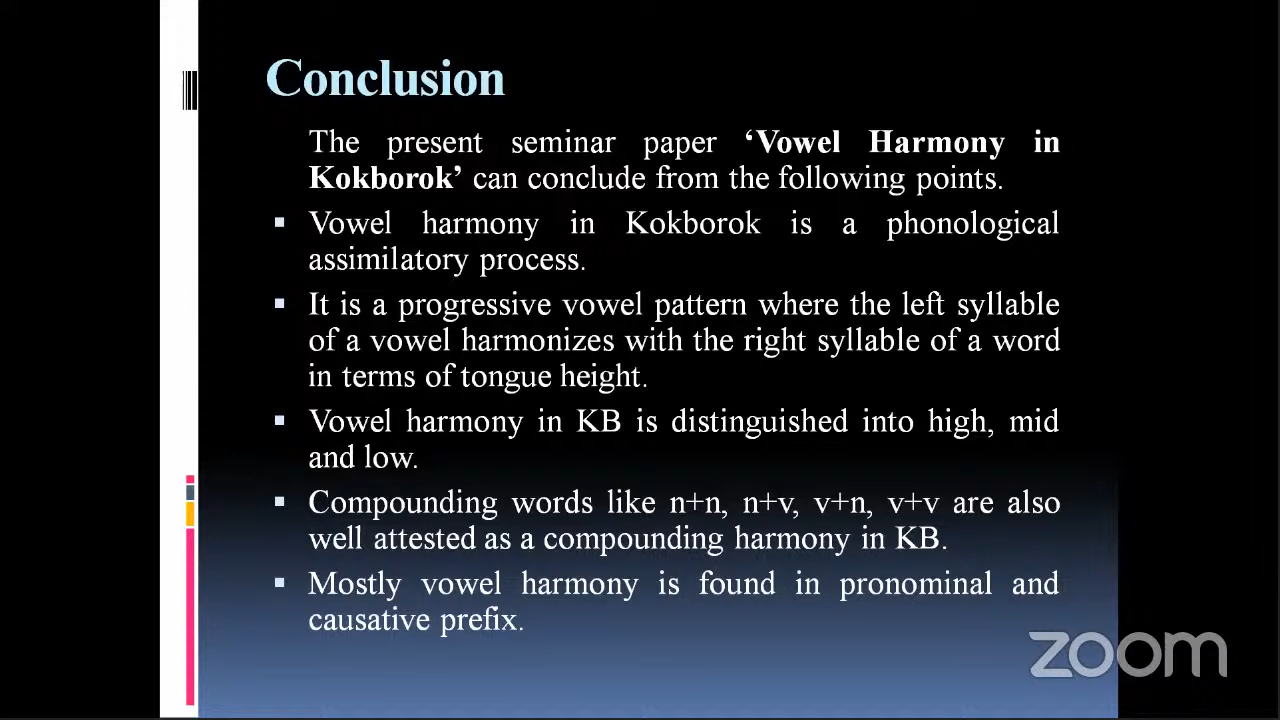 Conclusion
The present seminar paper ‘Vowel Harmony in
Kokborok’ can conclude from the following points.
▪ Vowel harmony in Kokborok is a phonological
assimilatory process.
▪ It is a progressive vowel pattern where the left syllable
of a vowel harmonizes with the right syllable of a word
in terms of tongue height.
▪ Vowel harmony in KB is distinguished into high, mid
and low.
▪ Compounding words like n+n, n+v, v+n, v+v are also
well attested as a compounding harmony in KB.
▪ Mostly vowel harmony is found in pronominal and
causative prefix.
zoom